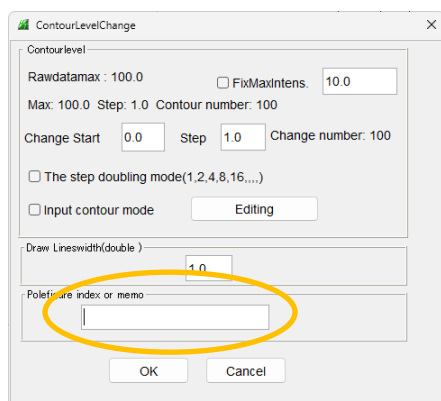 ContourLevelChange
Contourlevel
Rawdatamax : 100.0
FixMaxIntens. 10.0
Max: 100.0 Step: 1.0 Contour number: 100
Change Start 0.0 Step 1.0 Change number: 100
The step doubling mode(1,2,4,8,16,,,,)
Input contour mode Editing
Draw Lineswidth(double )
1.0
Polefigure index or memo
OK Cancel